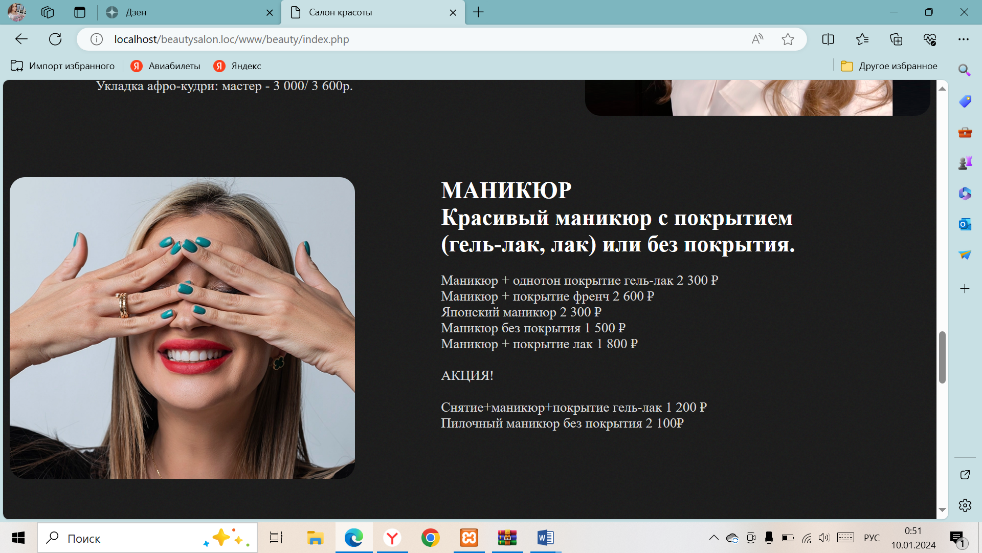 Дзен
Салон красоты
localhost/beautysalon.loc/www/beauty/index.php
Импорт избранного
Авиабилеты
Яндекс
Другое избранное
Укладка афро-кудри: мастер - 3 000/ 3 600р.
МАНИКЮР
Красивый маникюр с покрытием
(гель-лак, лак) или без покрытия.
Маникюр + однотон покрытие гель-лак 2 300 ₽
Маникюр + покрытие френч 2 600 ₽
Японский маникюр 2 300 ₽
Маникюр без покрытия 1 500 ₽
Маникюр + покрытие лак 1 800 ₽
АКЦИЯ!
Снятие+маникюр+покрытие гель-лак 1 200 ₽
Пилочный маникюр без покрытия 2 100₽
Поиск
РУС
0:51
10.01.2024
1